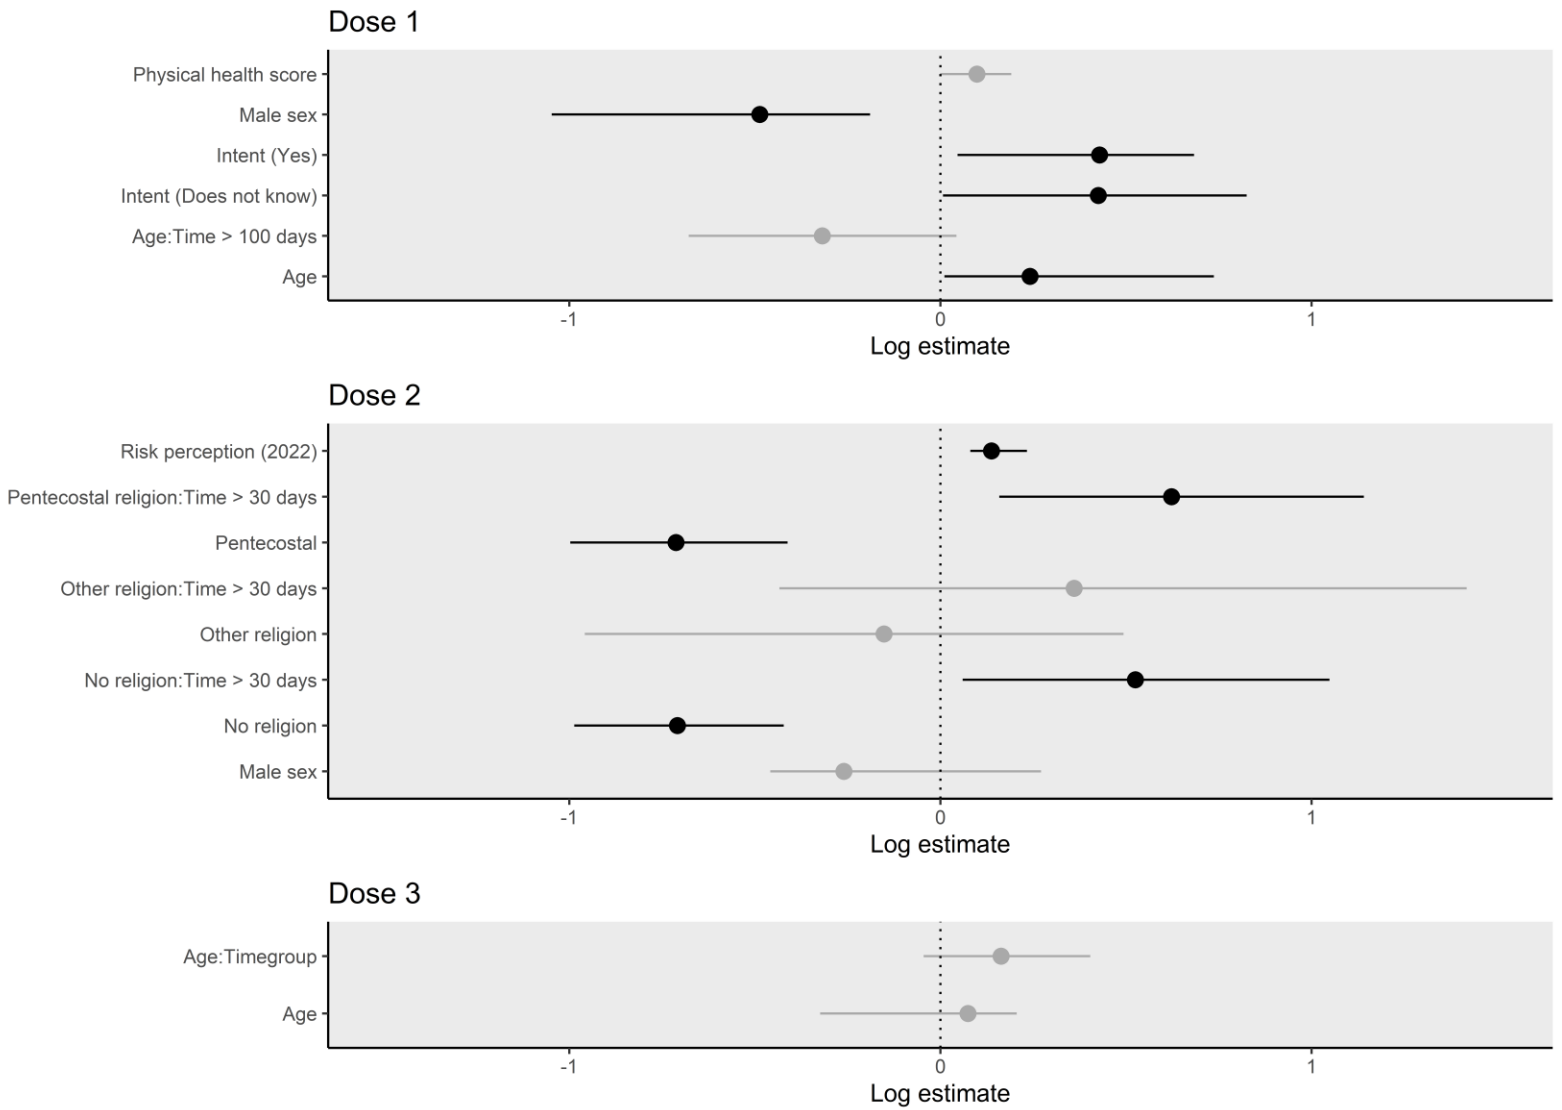 Dose 1
Physical health score
Male sex
Intent (Yes)
Intent (Does not know)
Age:Time > 100 days
Age
-1 0 1
Log estimate
Dose 2
Risk perception (2022)
Pentecostal religion:Time > 30 days
Pentecostal
Other religion:Time > 30 days
Other religion
No religion:Time > 30 days
No religion
Male sex
-1 0 1
Log estimate
Dose 3
Age:Timegroup
Age
-1 0 1
Log estimate